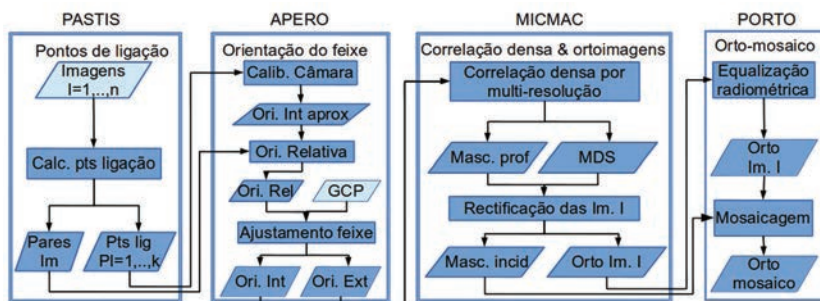 PASTIS
Pontos de ligação
Imagens
I=1,..,n
Calc. pts ligação
Pares
Im
Pts lig
PI=1,..,k
APERO
Orientação do feixe
Calib. Câmara
Ori. Int aprox
Ori. Relativa
Ori. Rel
GCP
Ajustamento feixe
Ori. Int
Ori. Ext
MICMAC
Correlação densa & ortoimagens
Correlação densa por
multi-resolução
Masc. prof
MDS
Rectificação das Im. I
Masc. incid
Orto Im. I
PORTO
Orto-mosaico
Equalização
radiométrica
Orto
Im. I
Mosaicagem
Orto
mosaico